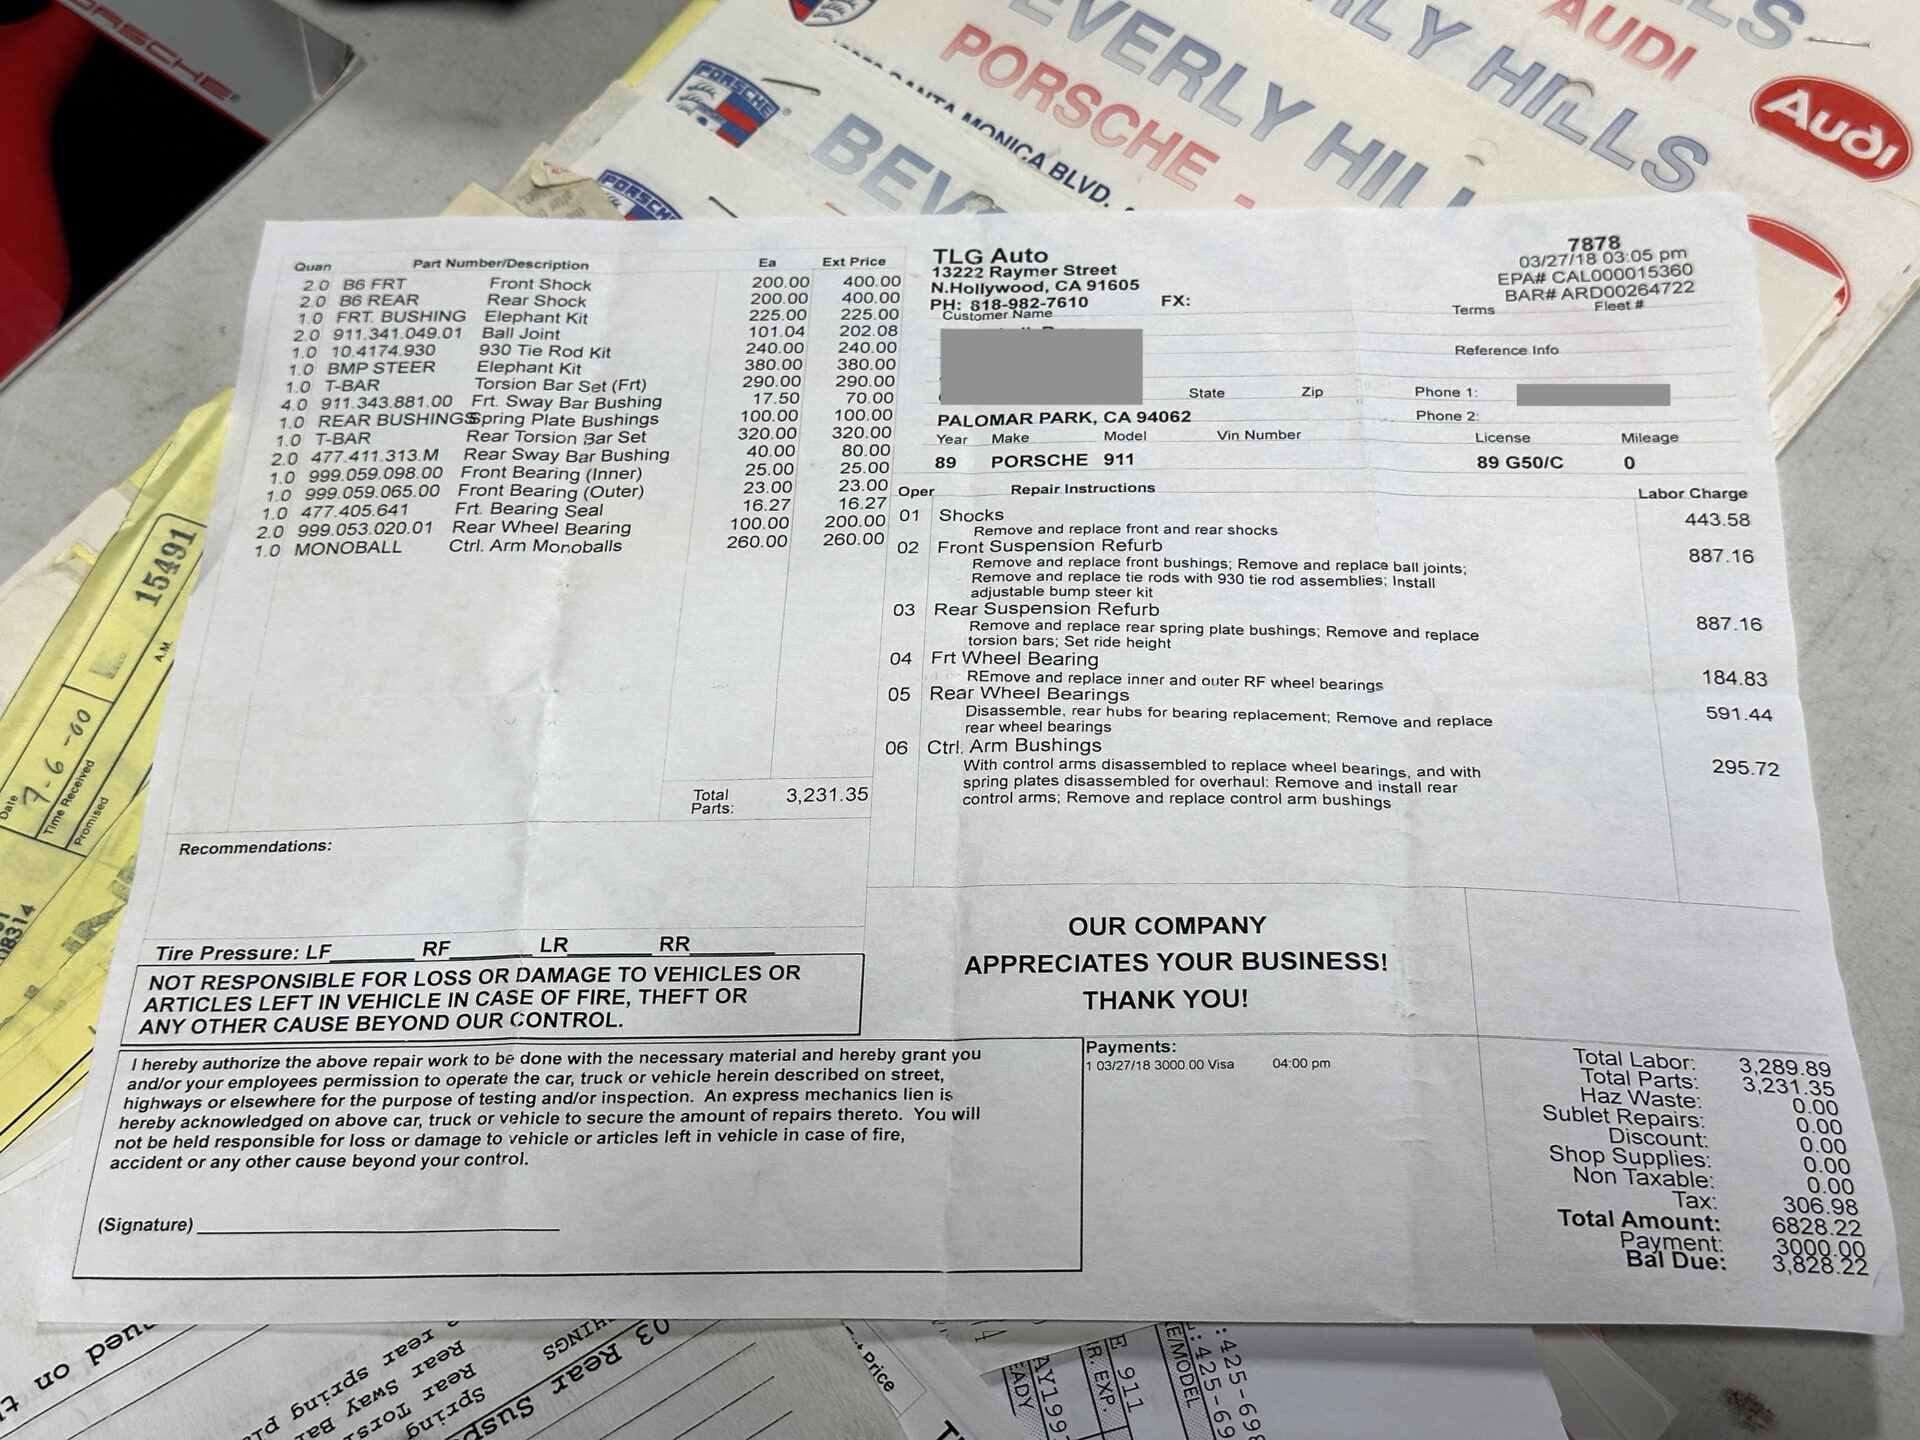 PORSCHE
EVERLY HILLS
PORSCHE -
AUDI
Audi
SANTA MONICA BLVD.
PORSCHE
BEV
PORSCHE
Quan Part Number/Description Ea Ext Price
2.0 B6 FRT Front Shock 200.00 400.00
2.0 B6 REAR Rear Shock 200.00 400.00
1.0 FRT. BUSHING Elephant Kit 225.00 225.00
2.0 911.341.049.01 Ball Joint 101.04 202.08
1.0 10.4174.930 930 Tie Rod Kit 240.00 240.00
1.0 BMP STEER Elephant Kit 380.00 380.00
1.0 T-BAR Torsion Bar Set (Frt) 290.00 290.00
4.0 911.343.881.00 Frt. Sway Bar Bushing 17.50 70.00
1.0 REAR BUSHINGS Spring Plate Bushings 100.00 100.00
1.0 T-BAR Rear Torsion Bar Set 320.00 320.00
2.0 477.411.313.M Rear Sway Bar Bushing 40.00 80.00
1.0 999.059.098.00 Front Bearing (Inner) 25.00 25.00
1.0 999.059.065.00 Front Bearing (Outer) 23.00 23.00
1.0 477.405.641 Frt. Bearing Seal 16.27 16.27
2.0 999.053.020.01 Rear Wheel Bearing 100.00 200.00
1.0 MONOBALL Ctrl. Arm Monoballs 260.00 260.00
Total Parts: 3,231.35
Recommendations:
Tire Pressure: LF RF LR RR
NOT RESPONSIBLE FOR LOSS OR DAMAGE TO VEHICLES OR
ARTICLES LEFT IN VEHICLE IN CASE OF FIRE, THEFT OR
ANY OTHER CAUSE BEYOND OUR CONTROL.
I hereby authorize the above repair work to be done with the necessary material and hereby grant you
and/or your employees permission to operate the car, truck or vehicle herein described on street,
highways or elsewhere for the purpose of testing and/or inspection. An express mechanics lien is
hereby acknowledged on above car, truck or vehicle to secure the amount of repairs thereto. You will
not be held responsible for loss or damage to vehicle or articles left in vehicle in case of fire,
accident or any other cause beyond your control.
(Signature)
TLG Auto
13222 Raymer Street
N.Hollywood, CA 91605
PH: 818-982-7610 FX:
7878
03/27/18 03:05 pm
EPA# CAL000015360
BAR# ARD00264722
Terms Fleet #
Customer Name
Reference Info
State Zip Phone 1:
PALOMAR PARK, CA 94062 Phone 2:
Year Make Model Vin Number License Mileage
89 PORSCHE 911 89 G50/C 0
Oper Repair Instructions Labor Charge
01 Shocks 443.58
Remove and replace front and rear shocks
02 Front Suspension Refurb 887.16
Remove and replace front bushings; Remove and replace ball joints;
Remove and replace tie rods with 930 tie rod assemblies; Install
adjustable bump steer kit
03 Rear Suspension Refurb 887.16
Remove and replace rear spring plate bushings; Remove and replace
torsion bars; Set ride height
04 Frt Wheel Bearing 184.83
REmove and replace inner and outer RF wheel bearings
05 Rear Wheel Bearings 591.44
Disassemble, rear hubs for bearing replacement; Remove and replace
rear wheel bearings
06 Ctrl. Arm Bushings 295.72
With control arms disassembled to replace wheel bearings, and with
spring plates disassembled for overhaul: Remove and install rear
control arms; Remove and replace control arm bushings
OUR COMPANY
APPRECIATES YOUR BUSINESS!
THANK YOU!
Payments:
1 03/27/18 3000.00 Visa 04:00 pm
Total Labor: 3,289.89
Total Parts: 3,231.35
Haz Waste: 0.00
Sublet Repairs: 0.00
Discount: 0.00
Shop Supplies: 0.00
Non Taxable: 0.00
Tax: 306.98
Total Amount: 6828.22
Payment: 3000.00
Bal Due: 3,828.22
15491
A.M.
Date 7-6-00
Time Received
Promised
08314
03 Rear Susp
Spring
Rear Sway Ba
rear spring
Price
E 911
R. EXP.
E/MODEL
EADY
:425-698
:425-69